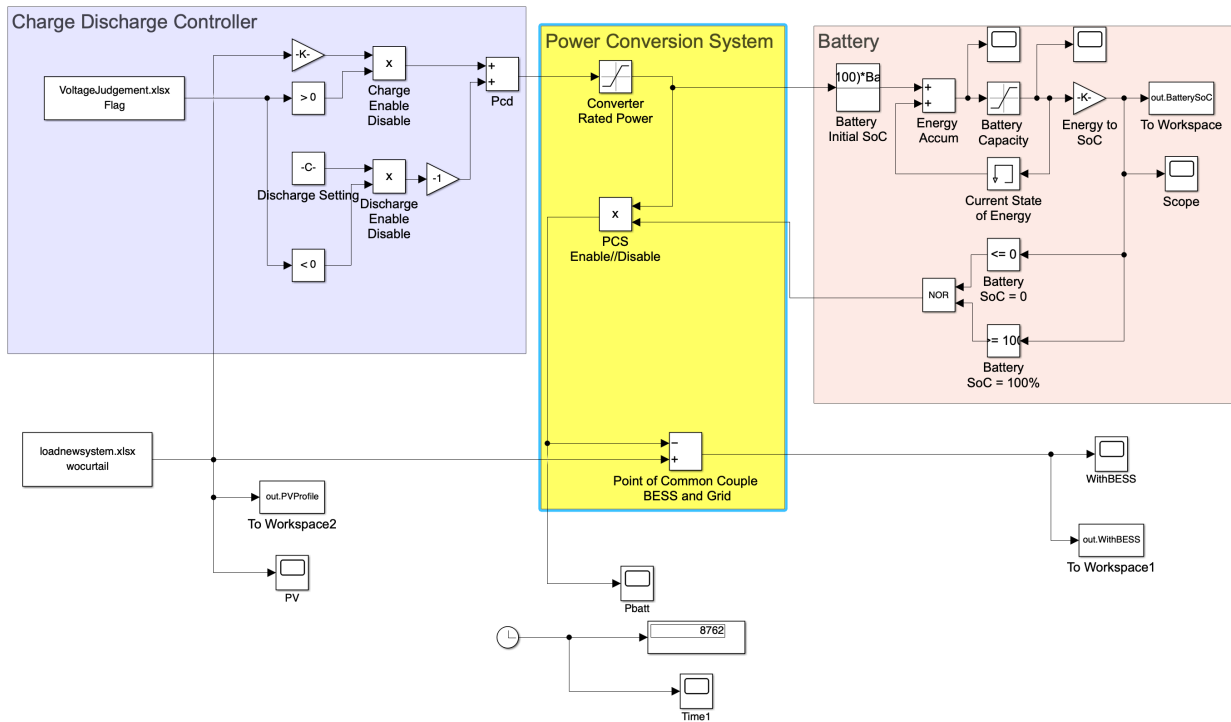 Charge Discharge Controller
VoltageJudgement.xlsx
Flag
-K-
> 0
x
Charge
Enable
Disable
-C-
Discharge Setting
x
Discharge
Enable
Disable
-1
< 0
+
+
Pcd
Power Conversion System
Converter
Rated Power
x
PCS
Enable//Disable
−
+
Point of Common Couple
BESS and Grid
Battery
100)*Ba
Battery
Initial SoC
+
+
Energy
Accum
Battery
Capacity
-K-
Energy to
SoC
out.BatterySoC
To Workspace
Scope
Current State
of Energy
<= 0
Battery
SoC = 0
NOR
>= 100
Battery
SoC = 100%
loadnewsystem.xlsx
wocurtail
out.PVProfile
To Workspace2
PV
Pbatt
8762
Time1
WithBESS
out.WithBESS
To Workspace1